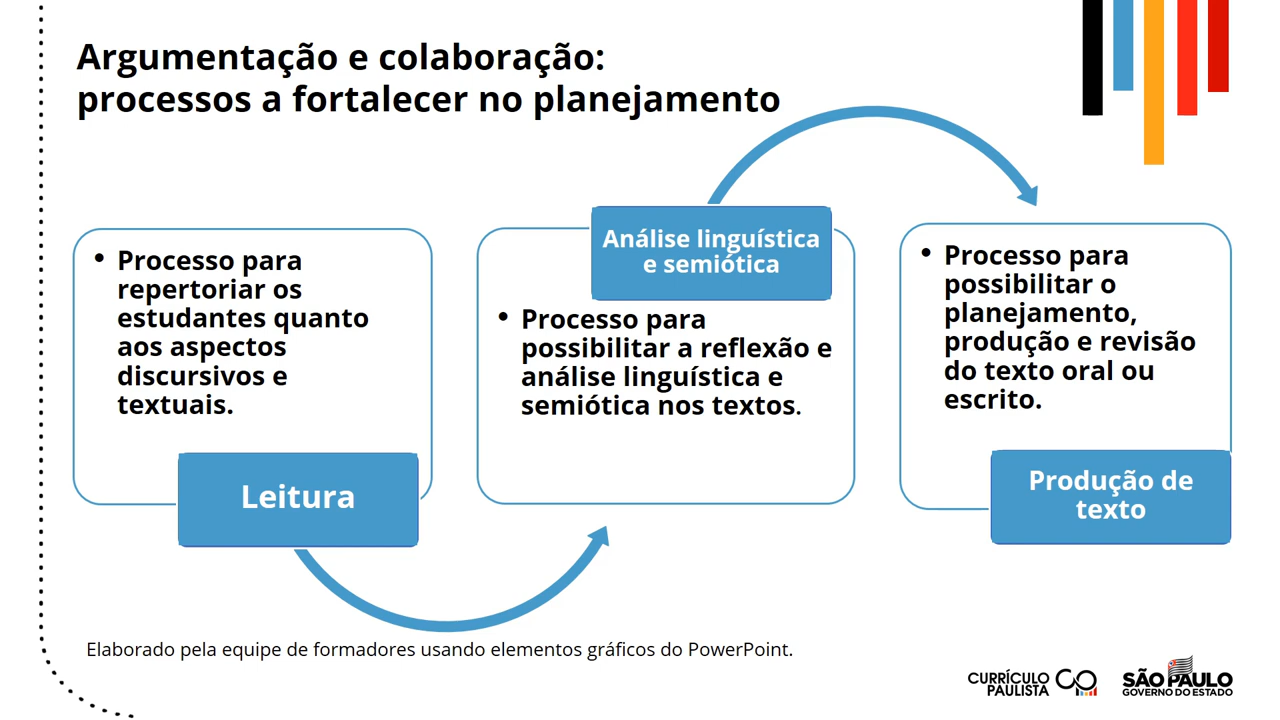 Argumentação e colaboração:
processos a fortalecer no planejamento
• Processo para
repertoriar os
estudantes quanto
aos aspectos
discursivos e
textuais.
Leitura
Análise linguística
e semiótica
• Processo para
possibilitar a reflexão e
análise linguística e
semiótica nos textos.
• Processo para
possibilitar o
planejamento,
produção e revisão
do texto oral ou
escrito.
Produção de
texto
Elaborado pela equipe de formadores usando elementos gráficos do PowerPoint.
CURRÍCULO
PAULISTA
SÃO PAULO
GOVERNO DO ESTADO